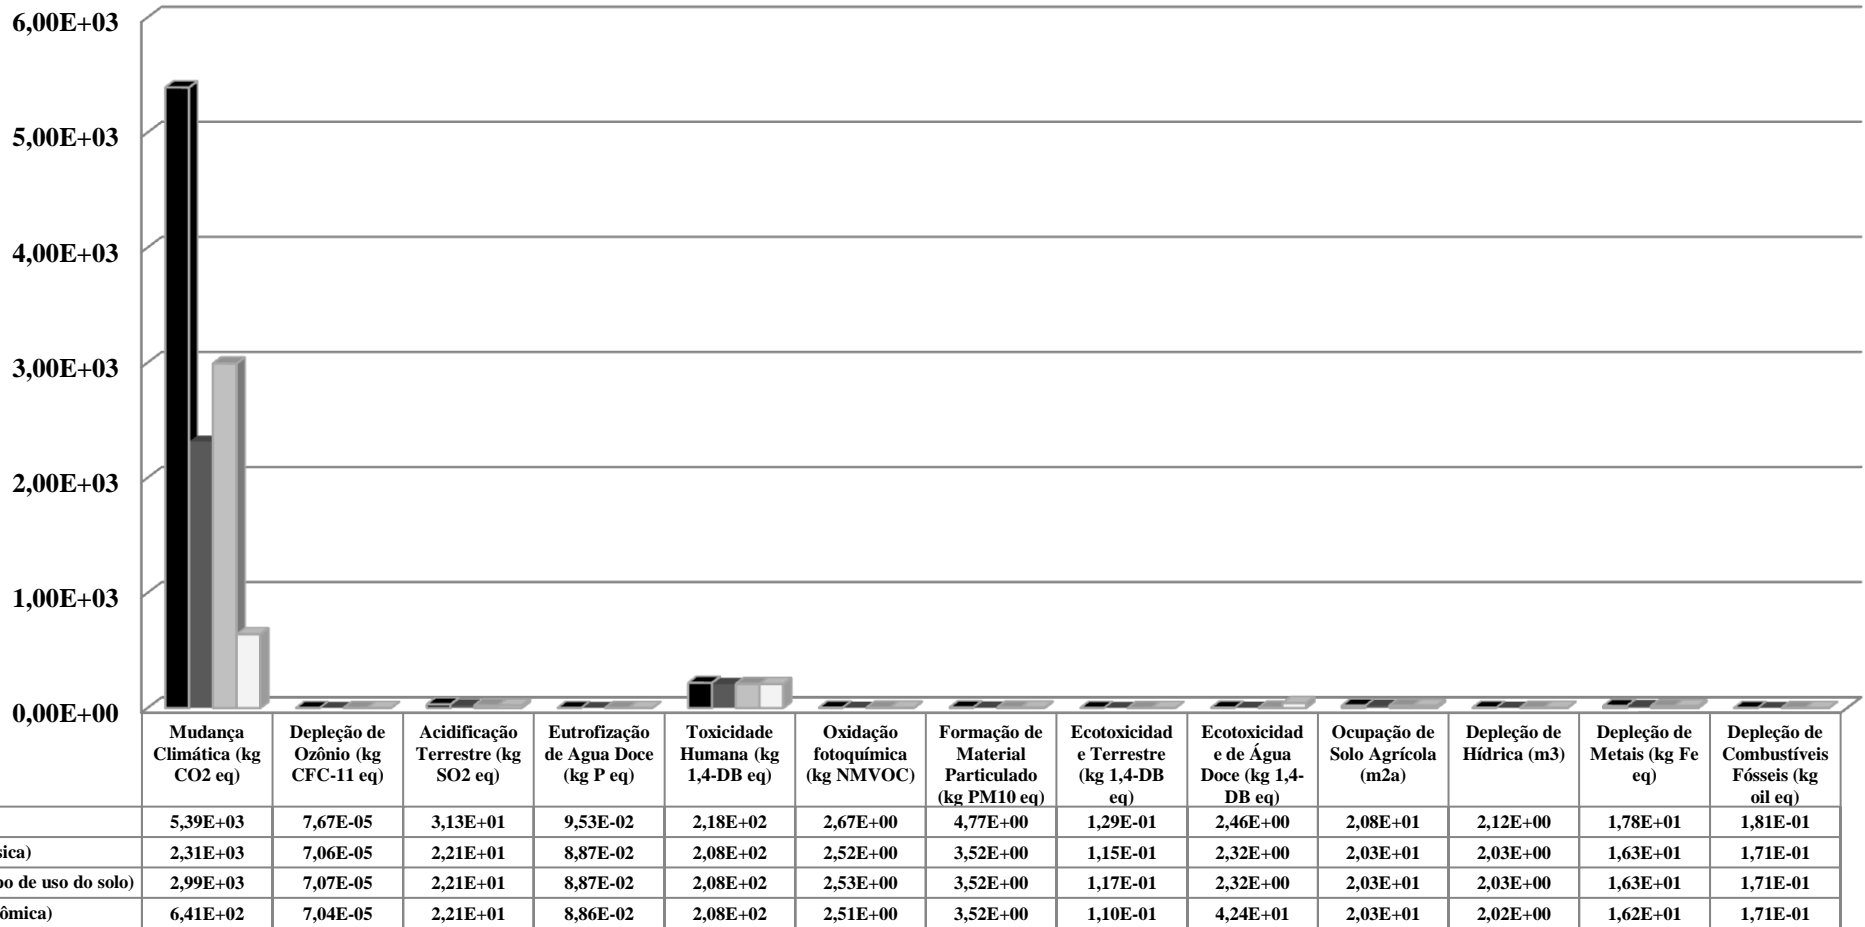 6,00E+03
5,00E+03
4,00E+03
3,00E+03
2,00E+03
1,00E+03
0,00E+00
Mudança Climática (kg CO2 eq)
Depleção de Ozônio (kg CFC-11 eq)
Acidificação Terrestre (kg SO2 eq)
Eutrofização de Agua Doce (kg P eq)
Toxicidade Humana (kg 1,4-DB eq)
Oxidação fotoquímica (kg NMVOC)
Formação de Material Particulado (kg PM10 eq)
Ecotoxicidad e Terrestre (kg 1,4-DB eq)
Ecotoxicidad e de Água Doce (kg 1,4- DB eq)
Ocupação de Solo Agrícola (m2a)
Depleção de Hídrica (m3)
Depleção de Metais (kg Fe eq)
Depleção de Combustíveis Fósseis (kg oil eq)
5,39E+03 7,67E-05 3,13E+01 9,53E-02 2,18E+02 2,67E+00 4,77E+00 1,29E-01 2,46E+00 2,08E+01 2,12E+00 1,78E+01 1,81E-01
sica) 2,31E+03 7,06E-05 2,21E+01 8,87E-02 2,08E+02 2,52E+00 3,52E+00 1,15E-01 2,32E+00 2,03E+01 2,03E+00 1,63E+01 1,71E-01
po de uso do solo) 2,99E+03 7,07E-05 2,21E+01 8,87E-02 2,08E+02 2,53E+00 3,52E+00 1,17E-01 2,32E+00 2,03E+01 2,03E+00 1,63E+01 1,71E-01
ômica) 6,41E+02 7,04E-05 2,21E+01 8,86E-02 2,08E+02 2,51E+00 3,52E+00 1,10E-01 4,24E+01 2,03E+01 2,02E+00 1,62E+01 1,71E-01